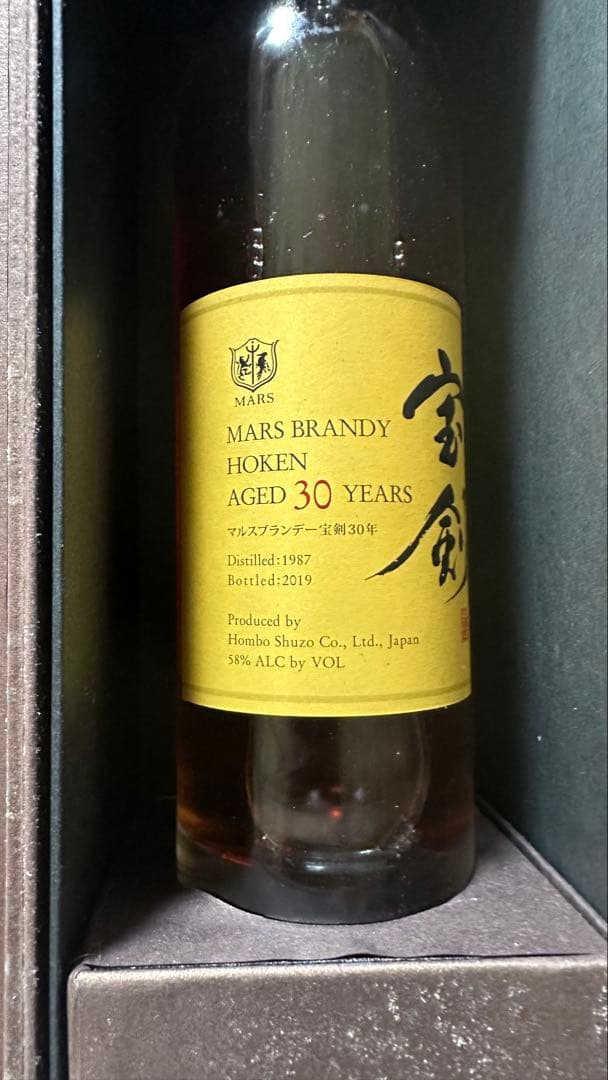 MARS
MARS BRANDY
HOKEN
AGED 30 YEARS
マルスブランデー宝剣30年
Distilled:1987
Bottled:2019
Produced by
Hombo Shuzo Co., Ltd., Japan
58% ALC by VOL
宝剣